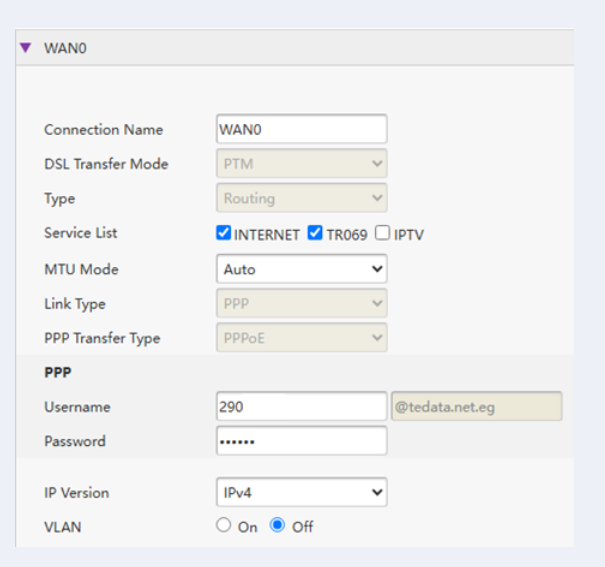 WAN0
Connection Name WAN0
DSL Transfer Mode PTM
Type Routing
Service List INTERNET TR069 IPTV
MTU Mode Auto
Link Type PPP
PPP Transfer Type PPPoE
PPP
Username 290 @tedata.net.eg
Password ••••••
IP Version IPv4
VLAN On Off